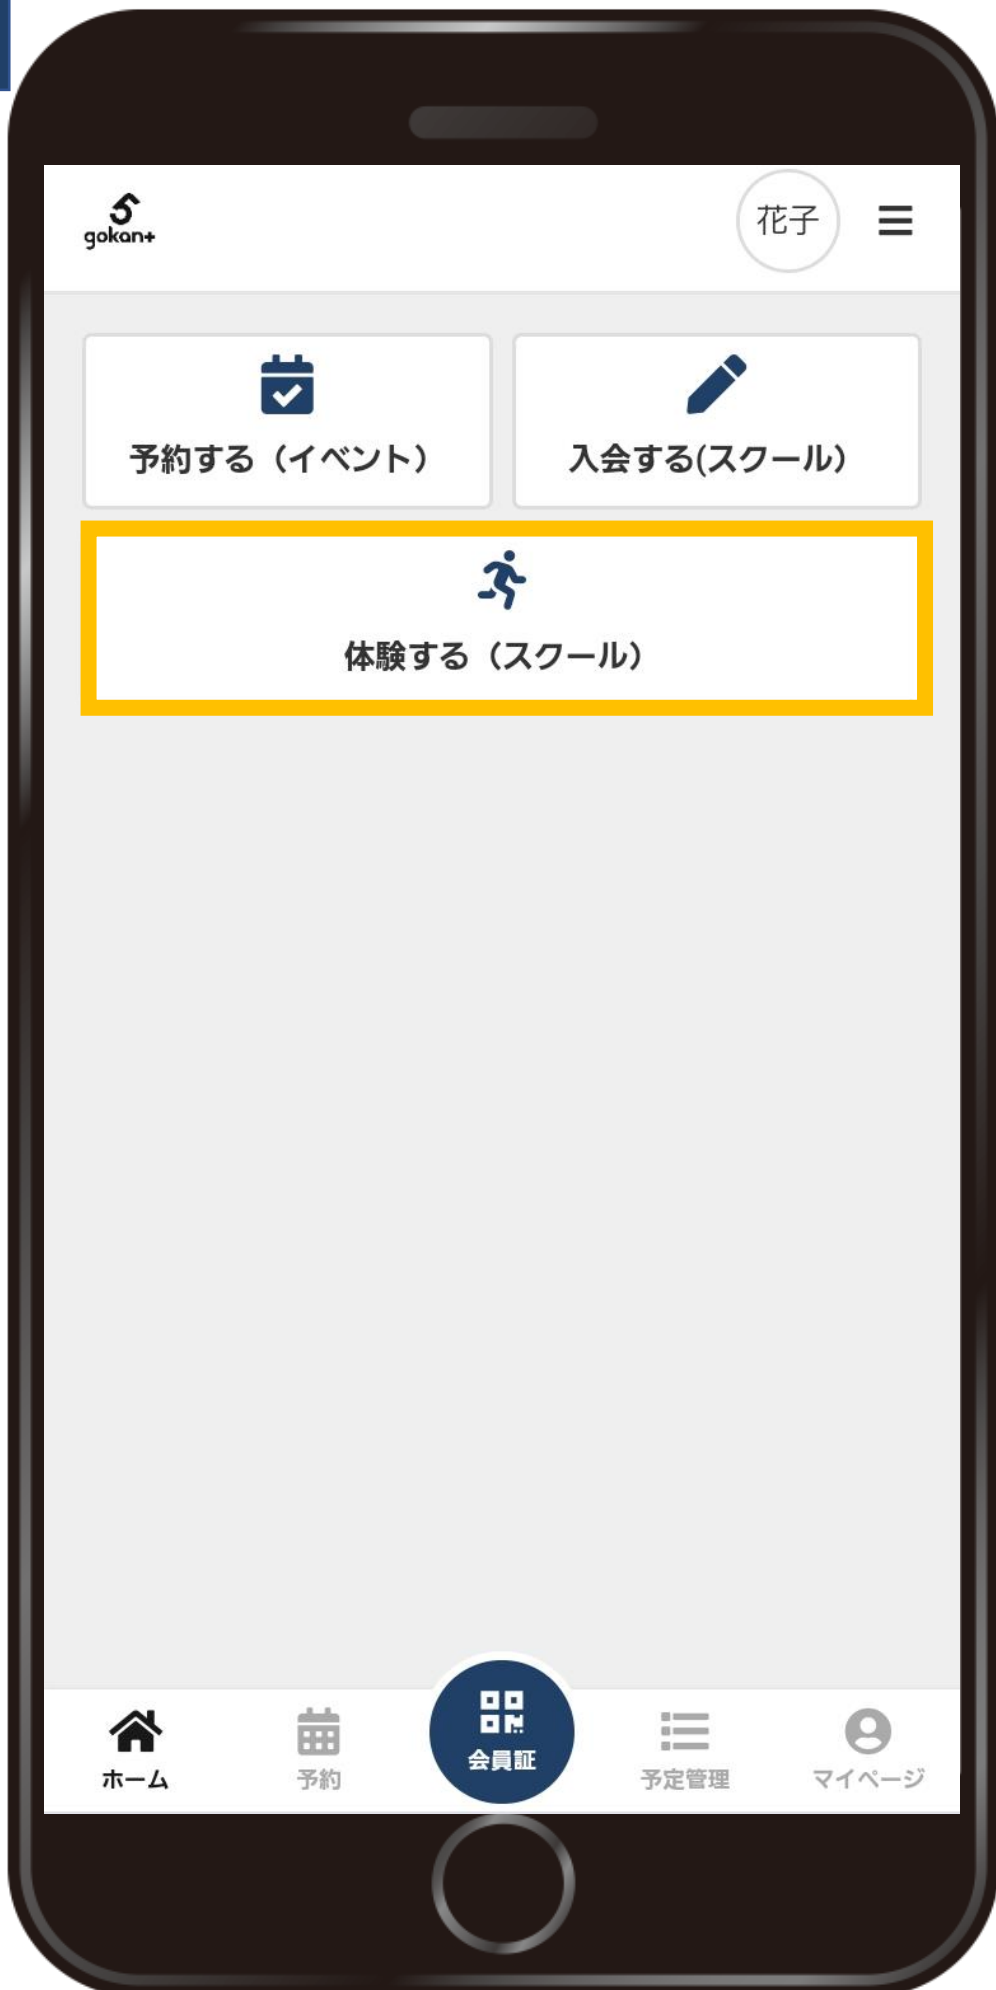 gokan+
花子
予約する（イベント）
入会する(スクール）
体験する（スクール）
ホーム
予約
会員証
予定管理
マイページ